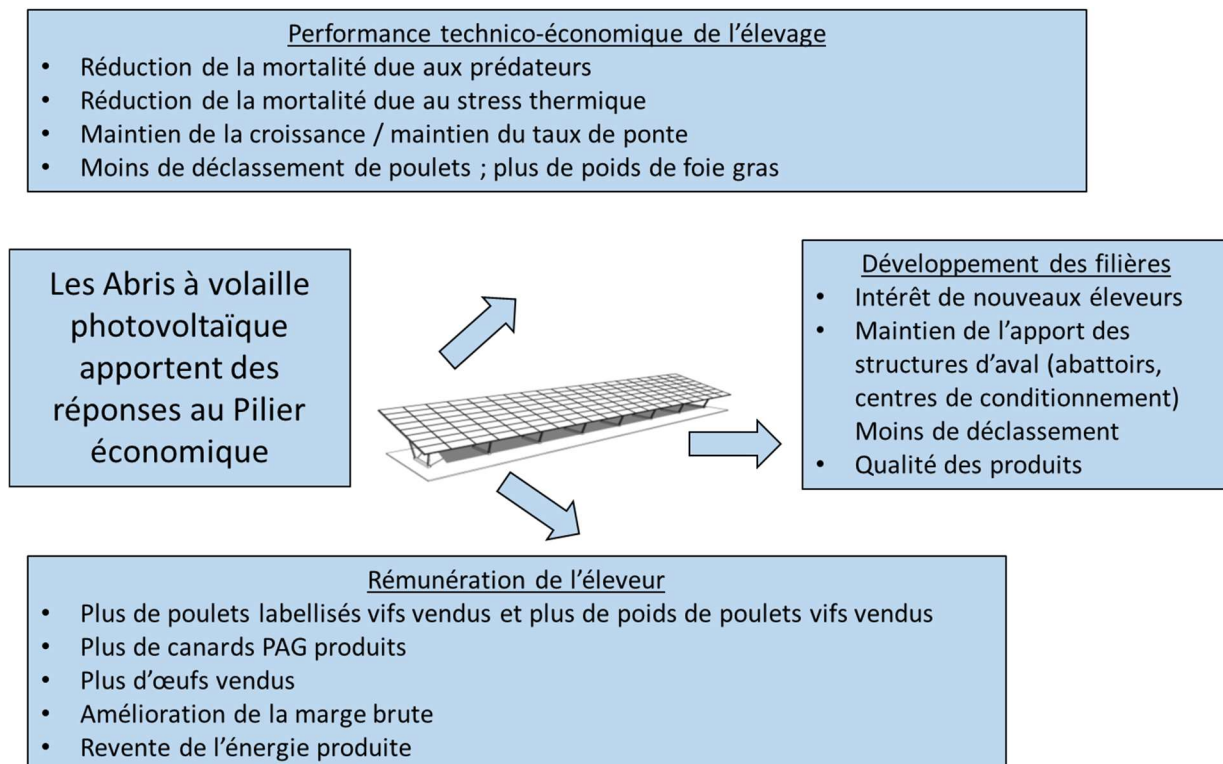 Performance technico-économique de l'élevage
• Réduction de la mortalité due aux prédateurs
• Réduction de la mortalité due au stress thermique
• Maintien de la croissance / maintien du taux de ponte
• Moins de déclassement de poulets ; plus de poids de foie gras
Les Abris à volaille
photovoltaïque
apportent des
réponses au Pilier
économique
Développement des filières
• Intérêt de nouveaux éleveurs
• Maintien de l'apport des
structures d'aval (abattoirs,
centres de conditionnement)
Moins de déclassement
• Qualité des produits
Rémunération de l'éleveur
• Plus de poulets labellisés vifs vendus et plus de poids de poulets vifs vendus
• Plus de canards PAG produits
• Plus d'œufs vendus
• Amélioration de la marge brute
• Revente de l'énergie produite